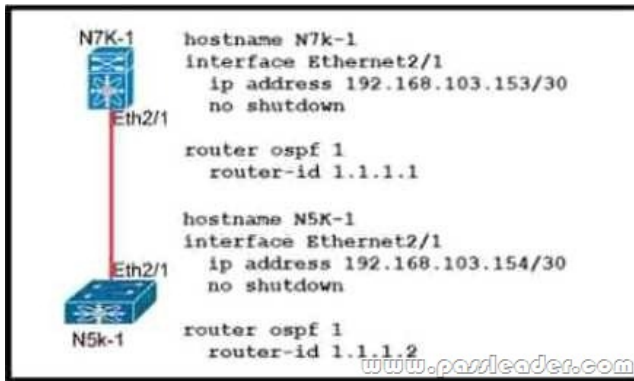 N7K-1
hostname N7k-1
interface Ethernet2/1
ip address 192.168.103.153/30
no shutdown
Eth2/1
router ospf 1
router-id 1.1.1.1
hostname N5K-1
interface Ethernet2/1
Eth2/1
ip address 192.168.103.154/30
no shutdown
N5k-1
router ospf 1
router-id 1.1.1.2
www.passleader.com